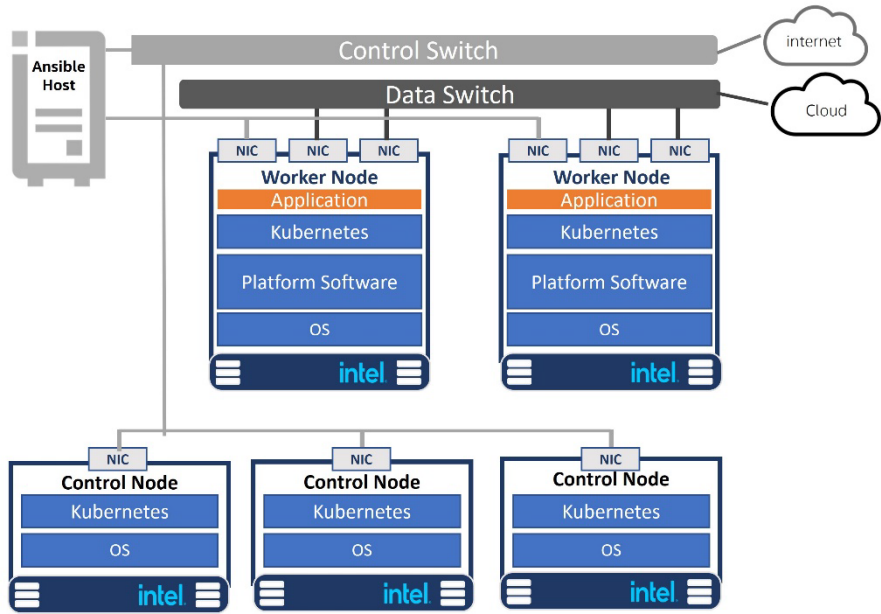 Control Switch
internet
Ansible
Host
Data Switch
Cloud
NIC
NIC
NIC
NIC
NIC
NIC
Worker Node
Application
Kubernetes
Platform Software
OS
intel.
Worker Node
Application
Kubernetes
Platform Software
OS
intel.
NIC
Control Node
Kubernetes
OS
intel.
NIC
Control Node
Kubernetes
OS
intel.
NIC
Control Node
Kubernetes
OS
intel.